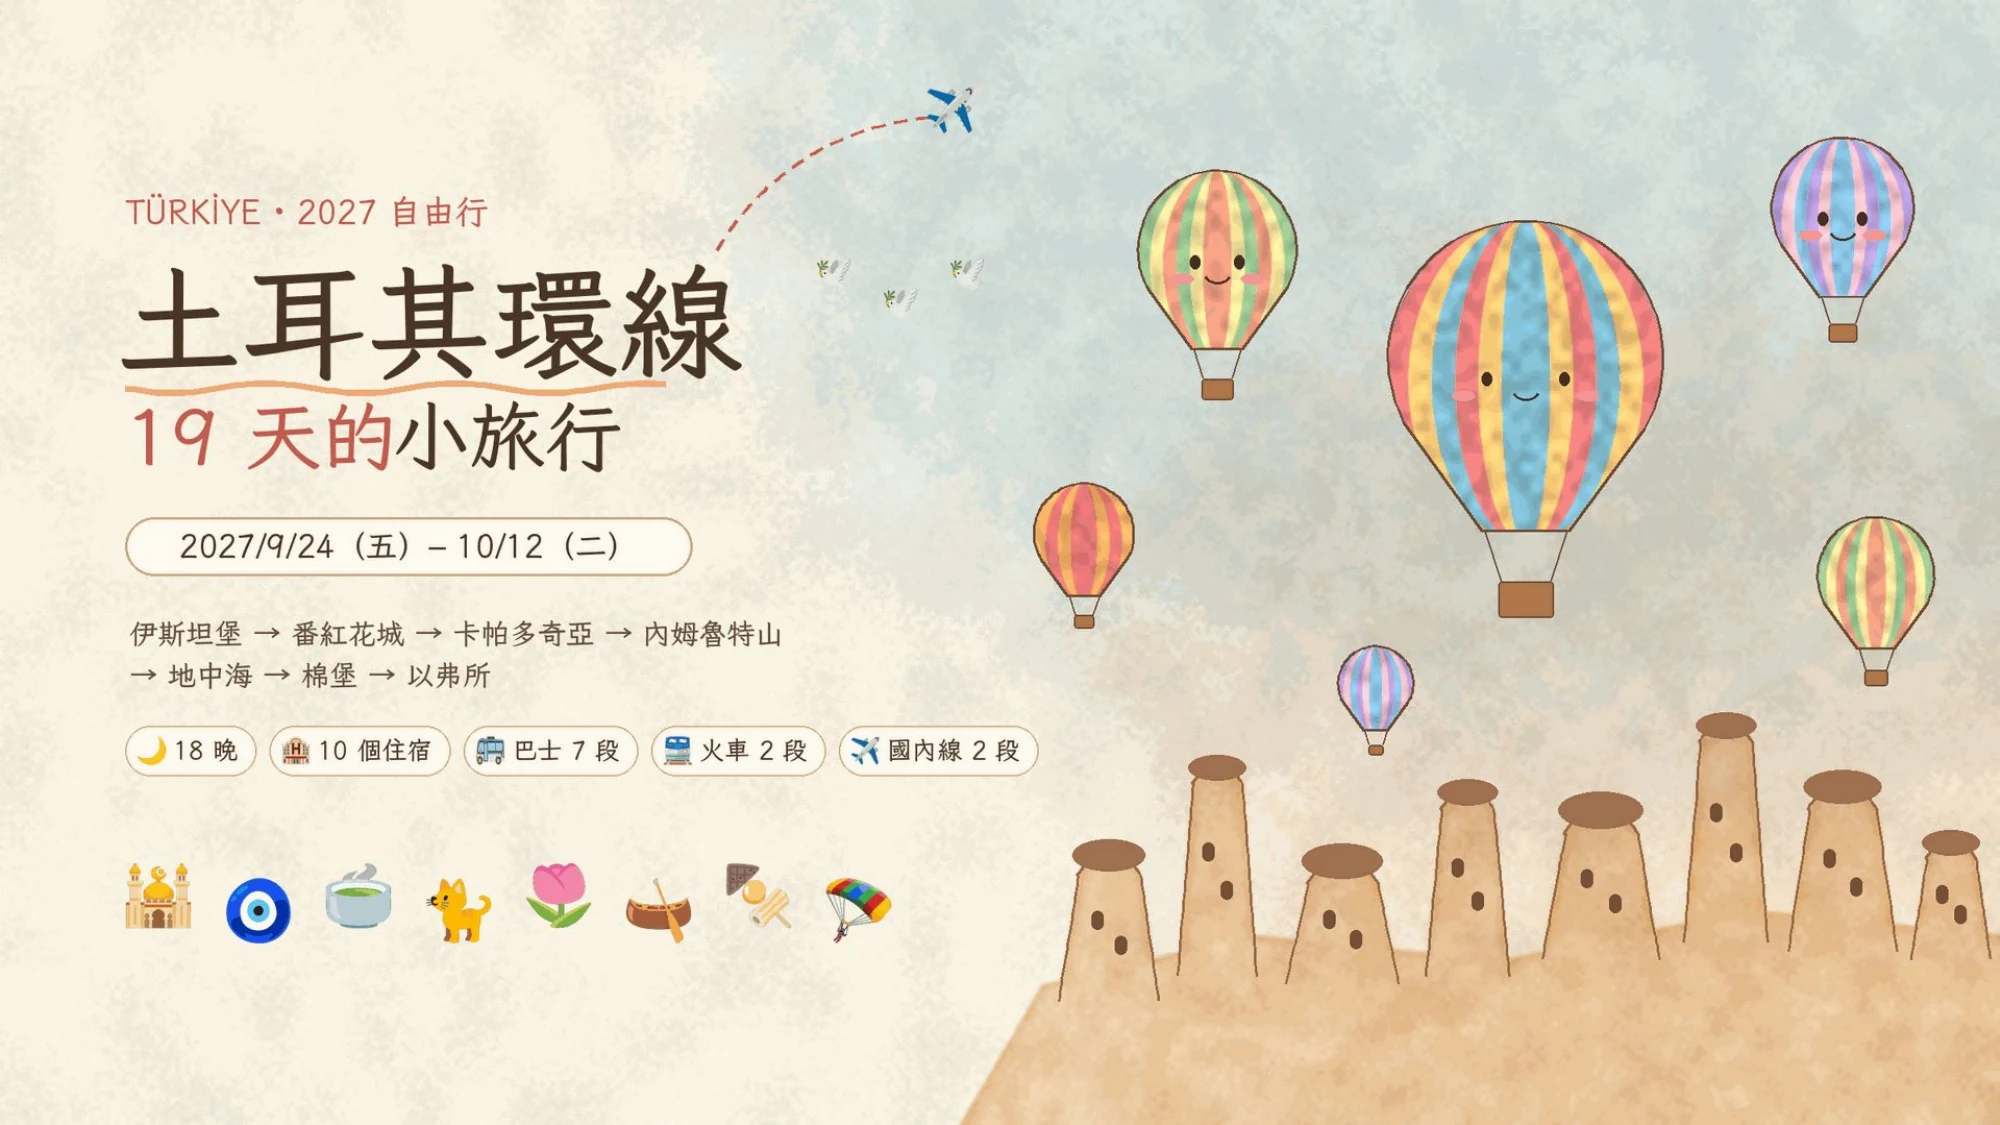 TÜRKİYE・2027 自由行
土耳其環線
19 天的小旅行
2027/9/24（五）– 10/12（二）
伊斯坦堡 → 番紅花城 → 卡帕多奇亞 → 內姆魯特山
→ 地中海 → 棉堡 → 以弗所
18 晚
10 個住宿
巴士 7 段
火車 2 段
國內線 2 段